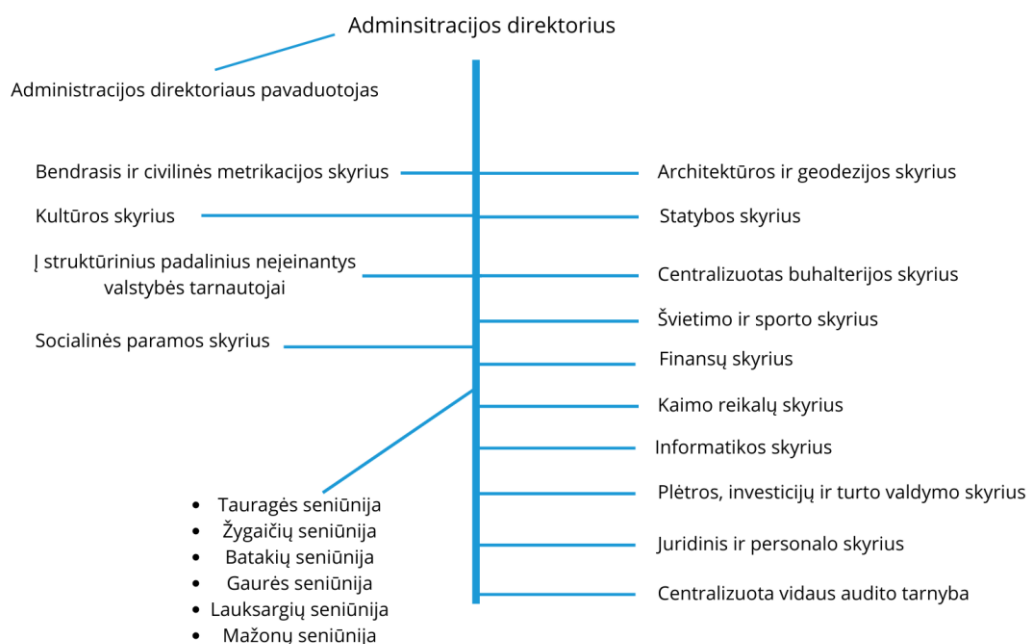 Adminsitracijos direktorius
Administracijos direktoriaus pavaduotojas
Bendrasis ir civilinės metrikacijos skyrius
Kultūros skyrius
Į struktūrinius padalinius neįeinantys
valstybės tarnautojai
Socialinės paramos skyrius
• Tauragės seniūnija
• Žygaičių seniūnija
• Batakių seniūnija
• Gaurės seniūnija
• Lauksargių seniūnija
• Mažonų seniūnija
Architektūros ir geodezijos skyrius
Statybos skyrius
Centralizuotas buhalterijos skyrius
Švietimo ir sporto skyrius
Finansų skyrius
Kaimo reikalų skyrius
Informatikos skyrius
Plėtros, investicijų ir turto valdymo skyrius
Juridinis ir personalo skyrius
Centralizuota vidaus audito tarnyba